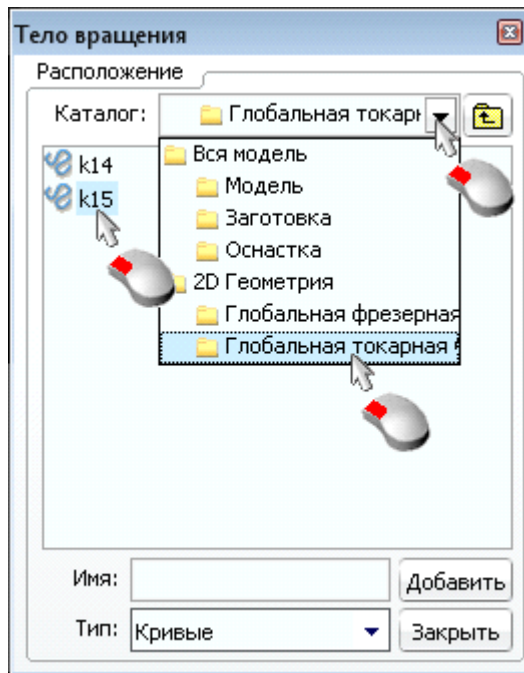 Тело вращения
Расположение
Каталог: Глобальная токарн
k14
k15
Вся модель
Модель
Заготовка
Оснастка
2D Геометрия
Глобальная фрезерная
Глобальная токарная
Имя: Добавить
Тип: Кривые Закрыть